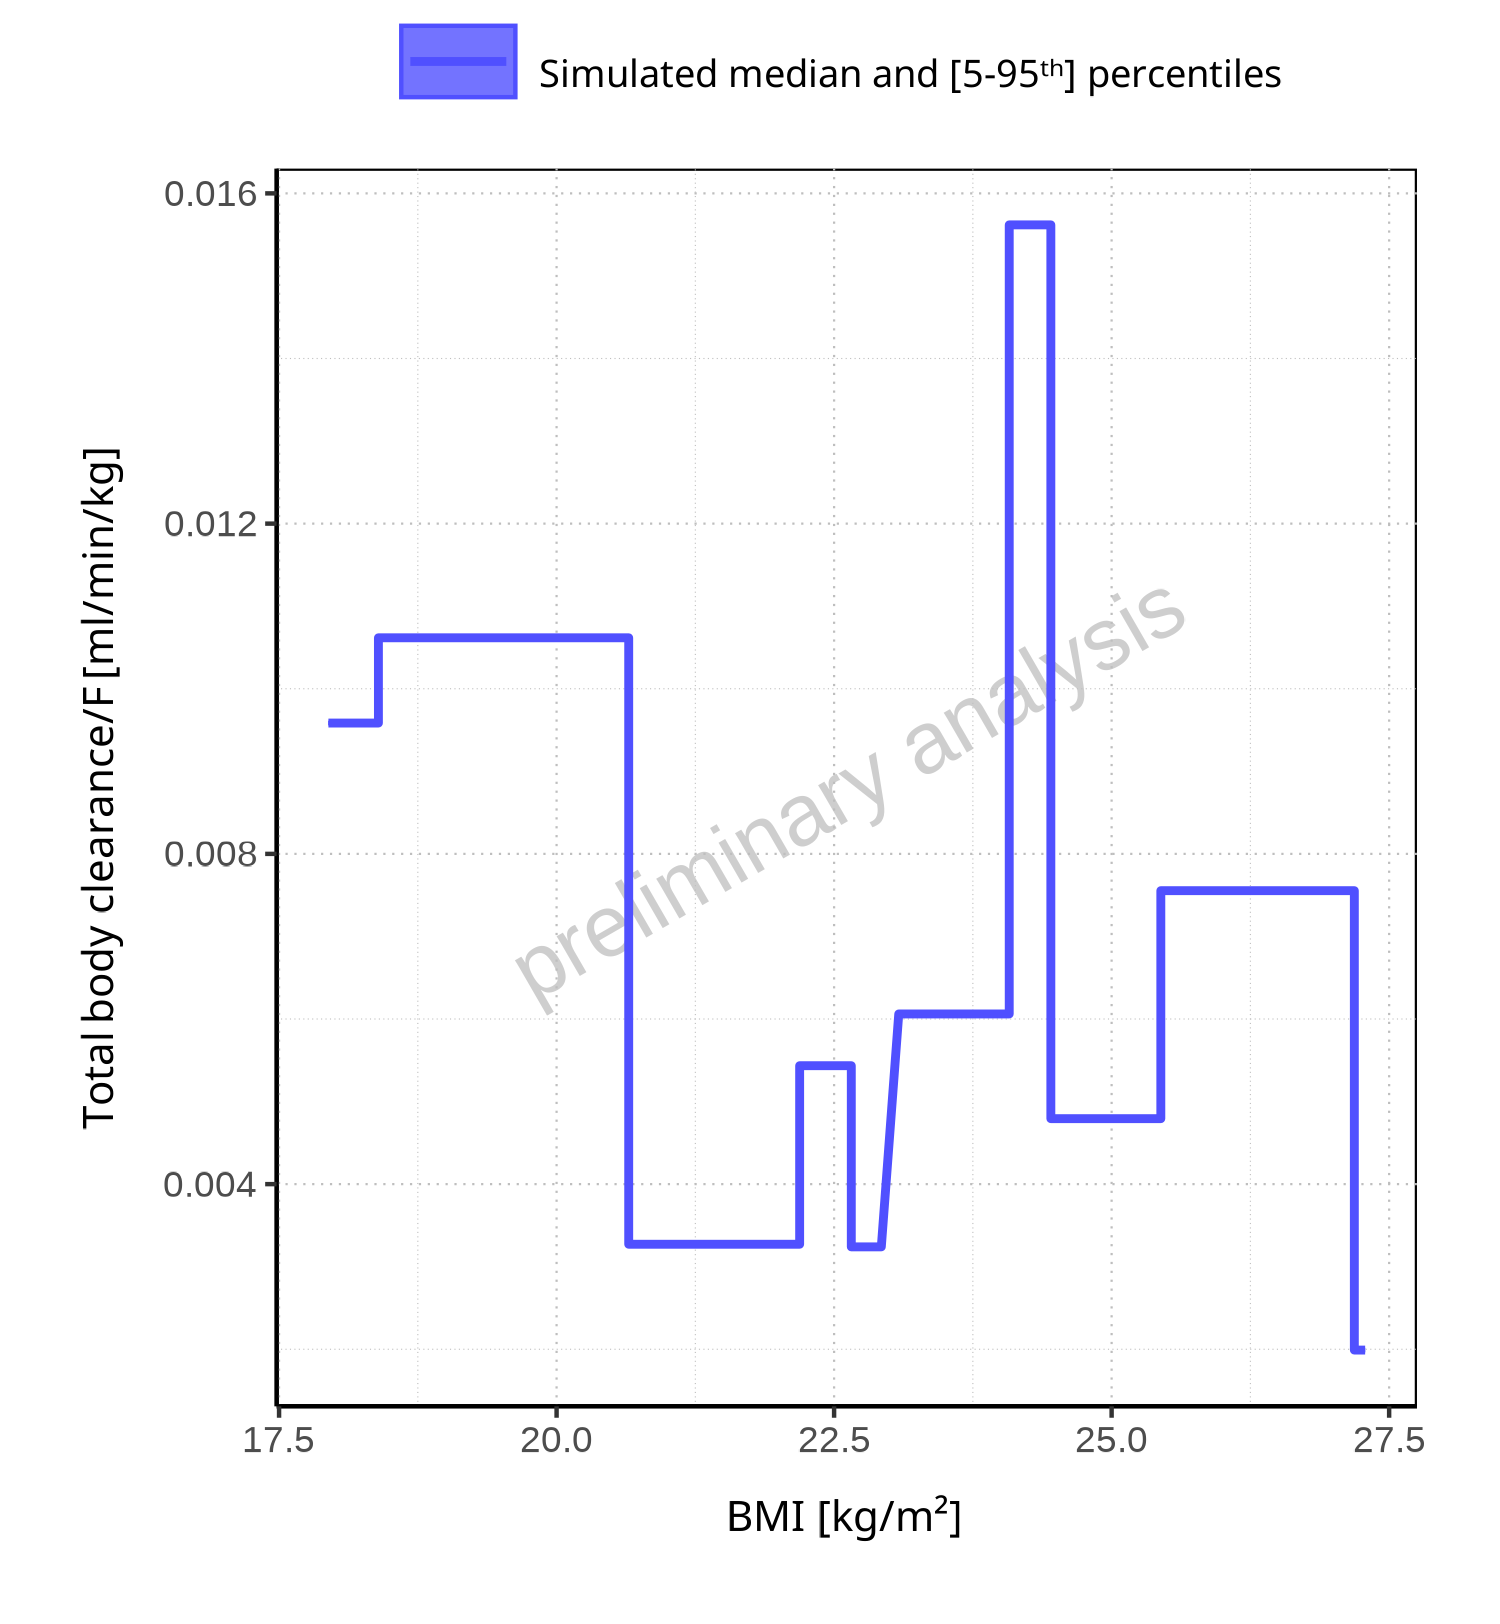 Simulated median and [5-95ᵗʰ] percentiles
0.016
0.012
0.008
0.004
Total body clearance/F [ml/min/kg]
preliminary analysis
17.5 20.0 22.5 25.0 27.5
BMI [kg/m²]